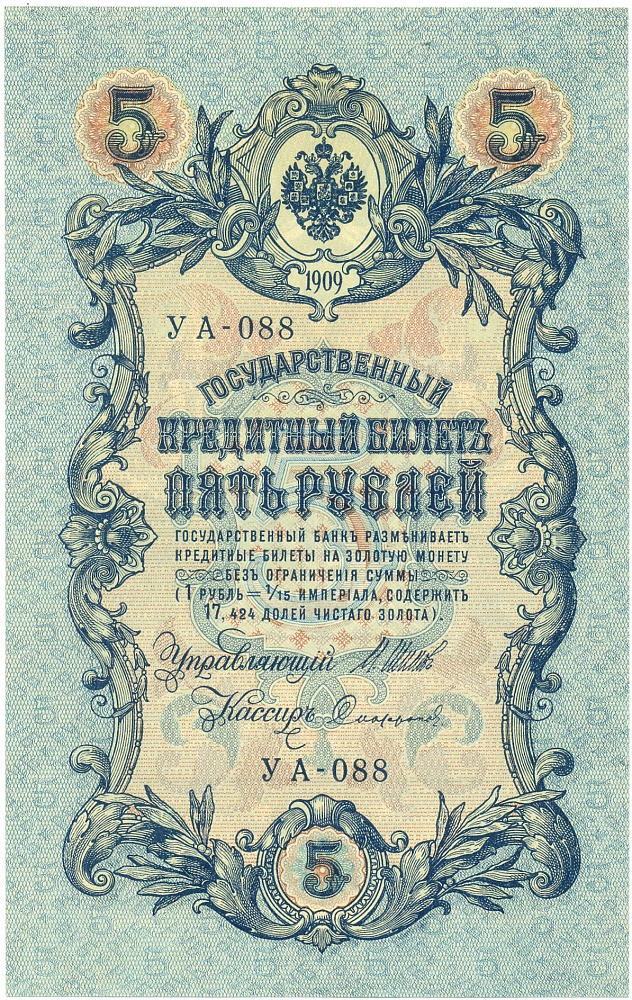 5 5
1909
УА-088
ГОСУДАРСТВЕННЫЙ
КРЕДИТНЫЙ БИЛЕТЪ
ПЯТЬ РУБЛЕЙ
ГОСУДАРСТВЕННЫЙ БАНКЪ РАЗМѢНИВАЕТЪ
КРЕДИТНЫЕ БИЛЕТЫ НА ЗОЛОТУЮ МОНЕТУ
БЕЗЪ ОГРАНИЧЕНІЯ СУММЫ
(1 РУБЛЬ = 1/15 ИМПЕРІАЛА, СОДЕРЖИТЪ
17,424 ДОЛЕЙ ЧИСТАГО ЗОЛОТА).
Управляющій
Кассиръ
УА-088
5